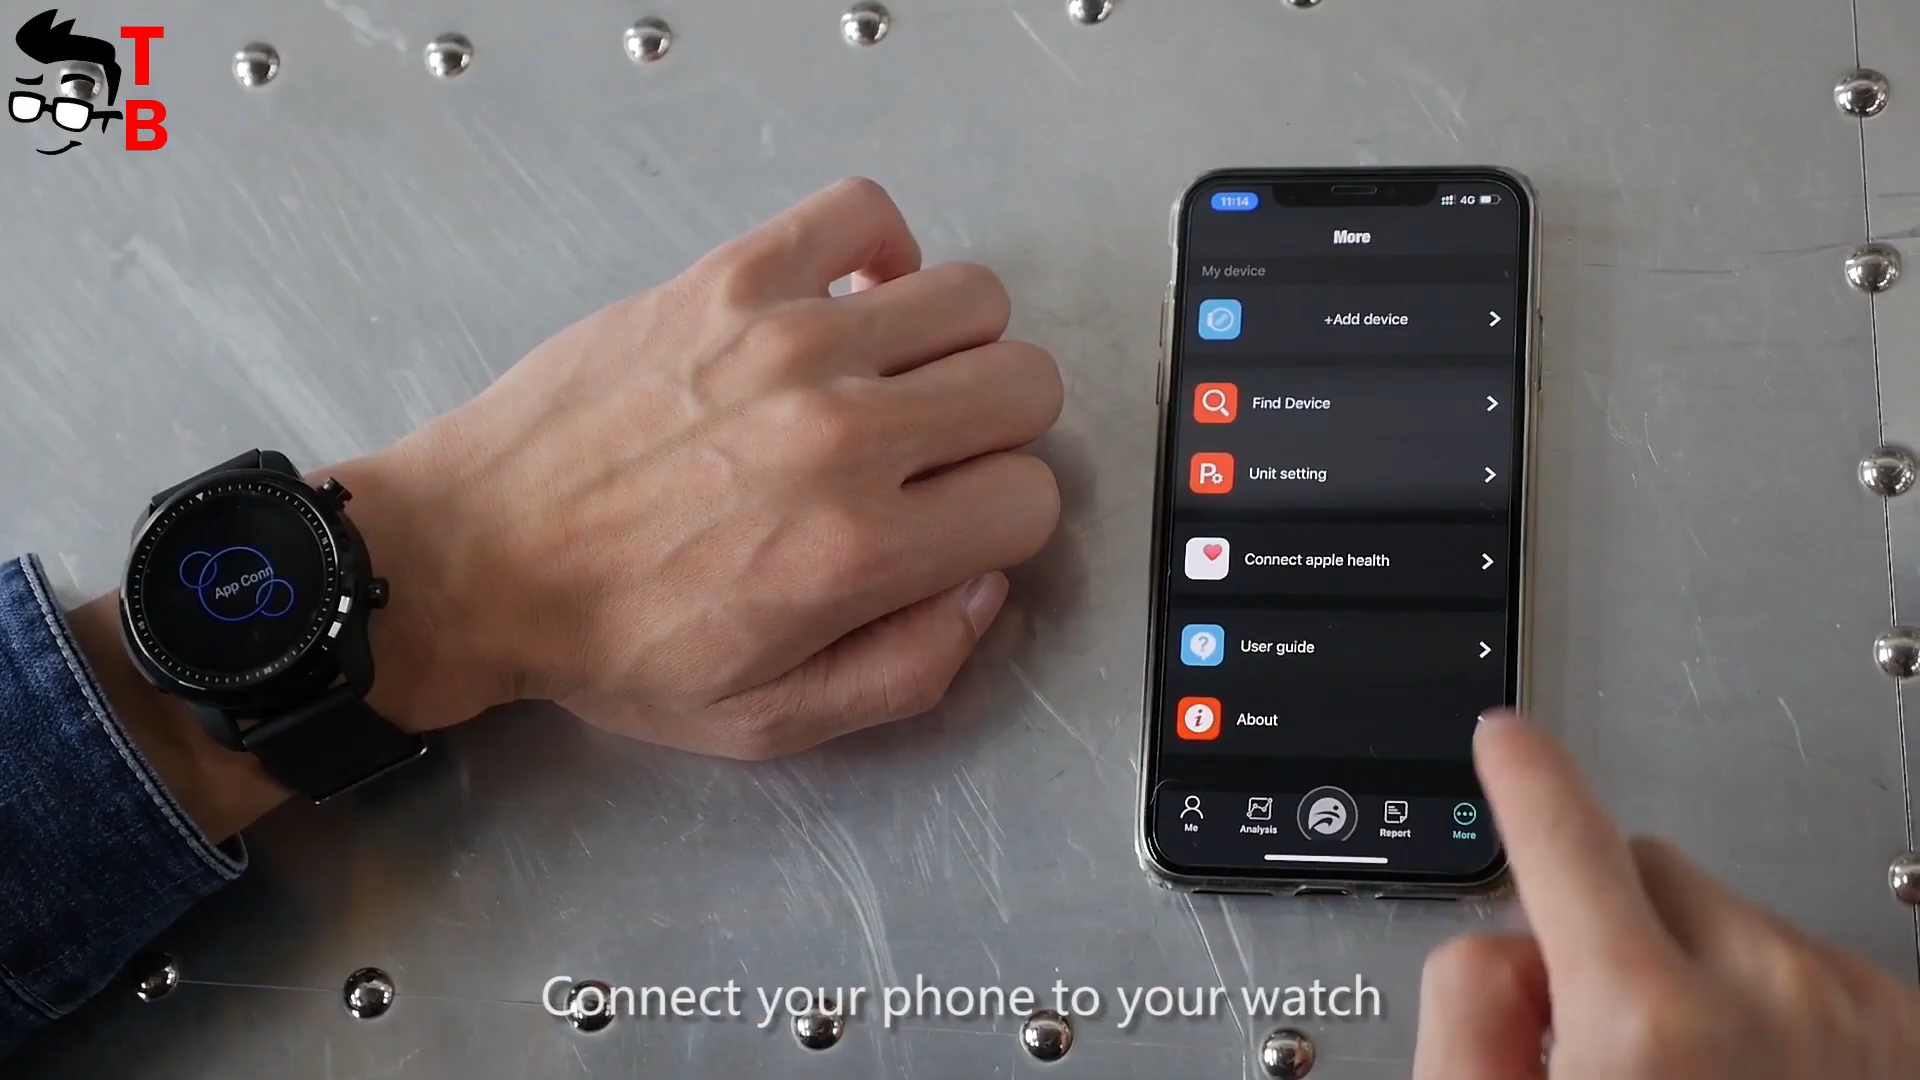 T
B
11:14
4G
More
My device
+Add device
Find Device
Unit setting
Connect apple health
User guide
About
Me
Analysis
Report
More
App Conn
Connect your phone to your watch